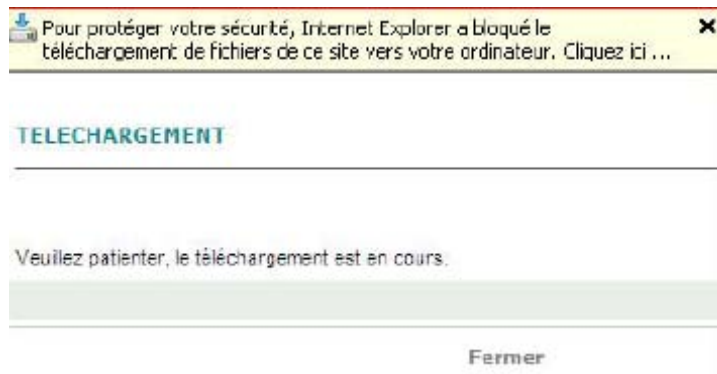 Pour protéger votre sécurité, Internet Explorer a bloqué le
téléchargement de fichiers de ce site vers votre ordinateur. Cliquez ici ...
TELECHARGEMENT
Veuillez patienter, le téléchargement est en cours.
Fermer